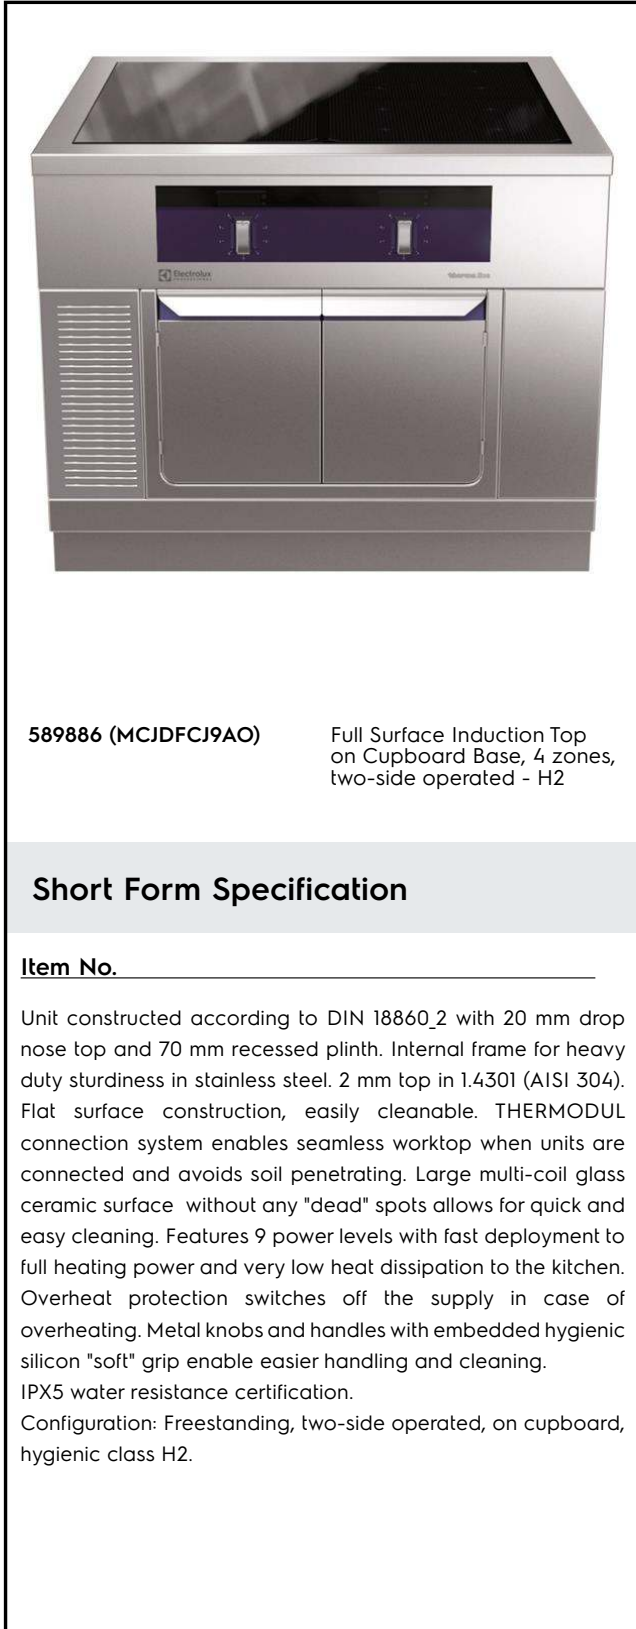 Electrolux
PROFESSIONAL
thermaline
589886 (MCJDFCJ9AO)
Full Surface Induction Top
on Cupboard Base, 4 zones,
two-side operated - H2
Short Form Specification
Item No.
Unit constructed according to DIN 18860_2 with 20 mm drop
nose top and 70 mm recessed plinth. Internal frame for heavy
duty sturdiness in stainless steel. 2 mm top in 1.4301 (AISI 304).
Flat surface construction, easily cleanable. THERMODUL
connection system enables seamless worktop when units are
connected and avoids soil penetrating. Large multi-coil glass
ceramic surface without any "dead" spots allows for quick and
easy cleaning. Features 9 power levels with fast deployment to
full heating power and very low heat dissipation to the kitchen.
Overheat protection switches off the supply in case of
overheating. Metal knobs and handles with embedded hygienic
silicon "soft" grip enable easier handling and cleaning.
IPX5 water resistance certification.
Configuration: Freestanding, two-side operated, on cupboard,
hygienic class H2.